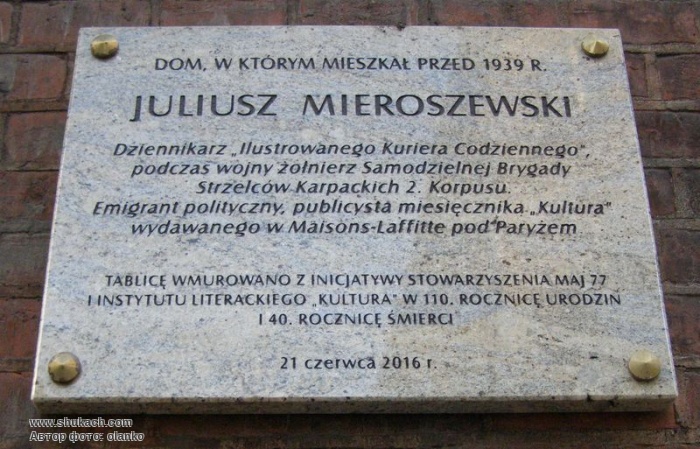 DOM, W KTÓRYM MIESZKAŁ PRZED 1939 R.
JULIUSZ MIEROSZEWSKI
Dziennikarz „Ilustrowanego Kuriera Codziennego",
podczas wojny żołnierz Samodzielnej Brygady
Strzelców Karpackich 2. Korpusu.
Emigrant polityczny, publicysta miesięcznika „Kultura"
wydawanego w Maisons-Laffitte pod Paryżem
TABLICĘ WMUROWANO Z INICJATYWY STOWARZYSZENIA MAJ 77
I INSTYTUTU LITERACKIEGO „KULTURA" W 110. ROCZNICĘ URODZIN
I 40. ROCZNICĘ ŚMIERCI
21 czerwca 2016 r.
www.shukach.com
Автор фото: olanko